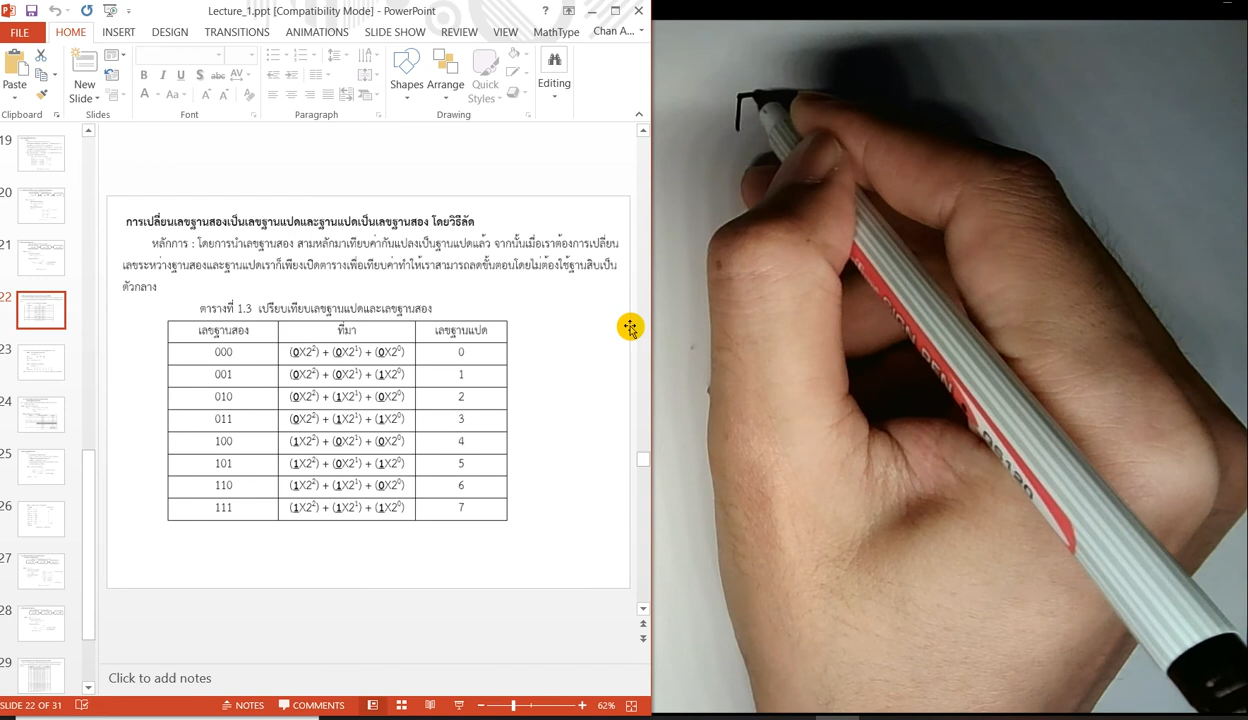 Lecture_1.ppt [Compatibility Mode] - PowerPoint
?
FILE HOME INSERT DESIGN TRANSITIONS ANIMATIONS SLIDE SHOW REVIEW VIEW MathType Chan A...
Paste New Slide B I U S abc AV Aa A A A Shapes Arrange Quick Styles Editing
Clipboard Slides Font Paragraph Drawing
19
20
21
22
23
24
25
26
27
28
29
การเปลี่ยนเลขฐานสองเป็นเลขฐานแปดและฐานแปดเป็นเลขฐานสอง โดยวิธีลัด
หลักการ : โดยการนำเลขฐานสอง สามหลักมาเทียบค่ากันแปลงเป็นฐานแปดแล้ว จากนั้นเมื่อเราต้องการเปลี่ยน
เลขระหว่างฐานสองและฐานแปดเราก็เพียงเปิดตารางเพื่อเทียบค่าทำให้เราสามารถลดขั้นตอนโดยไม่ต้องใช้ฐานสิบเป็น
ตัวกลาง
ตารางที่ 1.3 เปรียบเทียบเลขฐานแปดและเลขฐานสอง
เลขฐานสอง ที่มา เลขฐานแปด
000 (0X2²) + (0X2¹) + (0X2⁰) 0
001 (0X2²) + (0X2¹) + (1X2⁰) 1
010 (0X2²) + (1X2¹) + (0X2⁰) 2
011 (0X2²) + (1X2¹) + (1X2⁰) 3
100 (1X2²) + (0X2¹) + (0X2⁰) 4
101 (1X2²) + (0X2¹) + (1X2⁰) 5
110 (1X2²) + (1X2¹) + (0X2⁰) 6
111 (1X2²) + (1X2¹) + (1X2⁰) 7
Click to add notes
SLIDE 22 OF 31 NOTES COMMENTS 62%